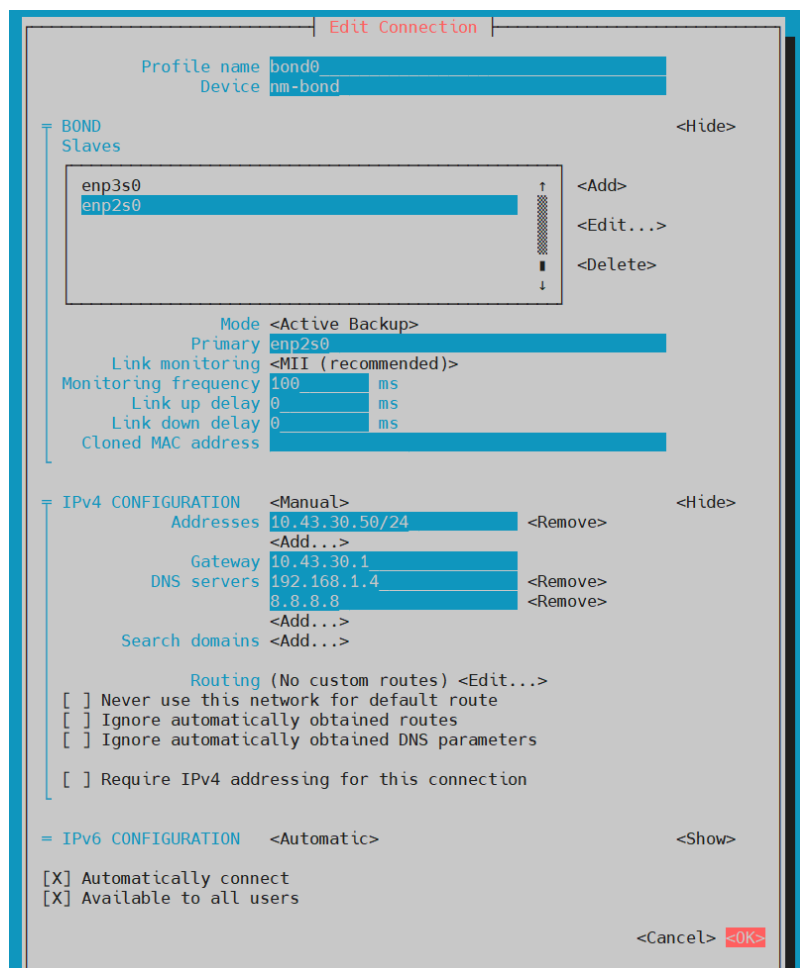 Edit Connection
Profile name bond0
Device nm-bond
BOND <Hide>
Slaves
enp3s0 ↑ <Add>
enp2s0
<Edit...>
<Delete>
↓
Mode <Active Backup>
Primary enp2s0
Link monitoring <MII (recommended)>
Monitoring frequency 100 ms
Link up delay 0 ms
Link down delay 0 ms
Cloned MAC address
IPv4 CONFIGURATION <Manual> <Hide>
Addresses 10.43.30.50/24 <Remove>
<Add...>
Gateway 10.43.30.1
DNS servers 192.168.1.4 <Remove>
8.8.8.8 <Remove>
<Add...>
Search domains <Add...>
Routing (No custom routes) <Edit...>
[ ] Never use this network for default route
[ ] Ignore automatically obtained routes
[ ] Ignore automatically obtained DNS parameters
[ ] Require IPv4 addressing for this connection
IPv6 CONFIGURATION <Automatic> <Show>
[X] Automatically connect
[X] Available to all users
<Cancel> <OK>